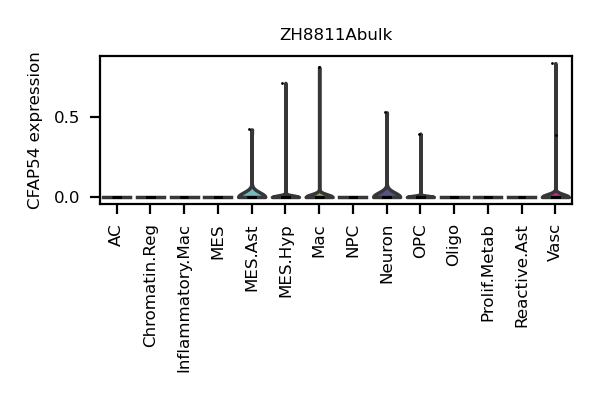 ZH8811Abulk
CFAP54 expression
0.5
0.0
AC
Chromatin.Reg
Inflammatory.Mac
MES
MES.Ast
MES.Hyp
Mac
NPC
Neuron
OPC
Oligo
Prolif.Metab
Reactive.Ast
Vasc